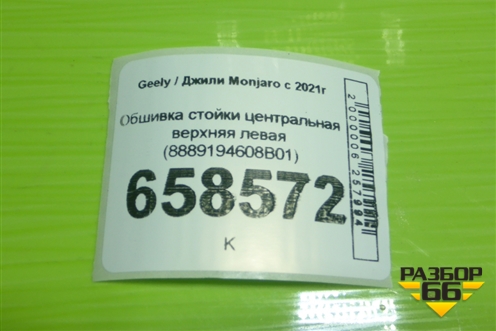 Geely / Джили Monjaro с 2021г
Обшивка стойки центральная
верхняя левая
(8889194608B01)
658572
К
2000006257994
РАЗБОР
66